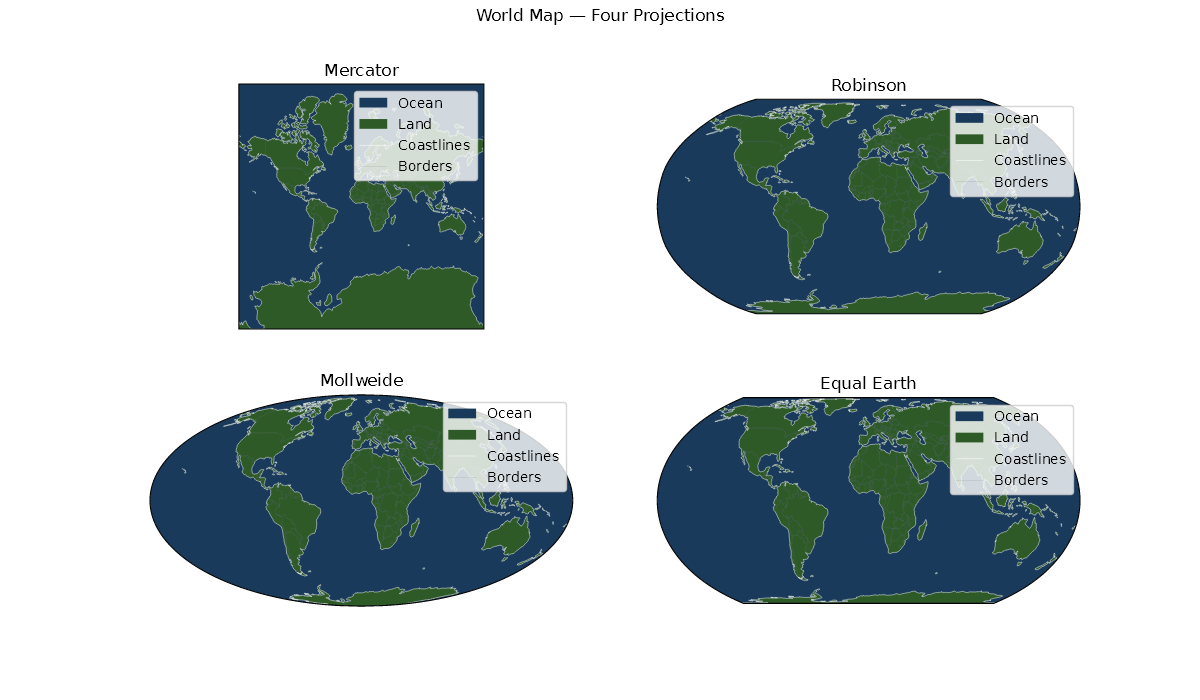 World Map — Four Projections
Mercator
Ocean
Land
Coastlines
Borders
Robinson
Ocean
Land
Coastlines
Borders
Mollweide
Ocean
Land
Coastlines
Borders
Equal Earth
Ocean
Land
Coastlines
Borders